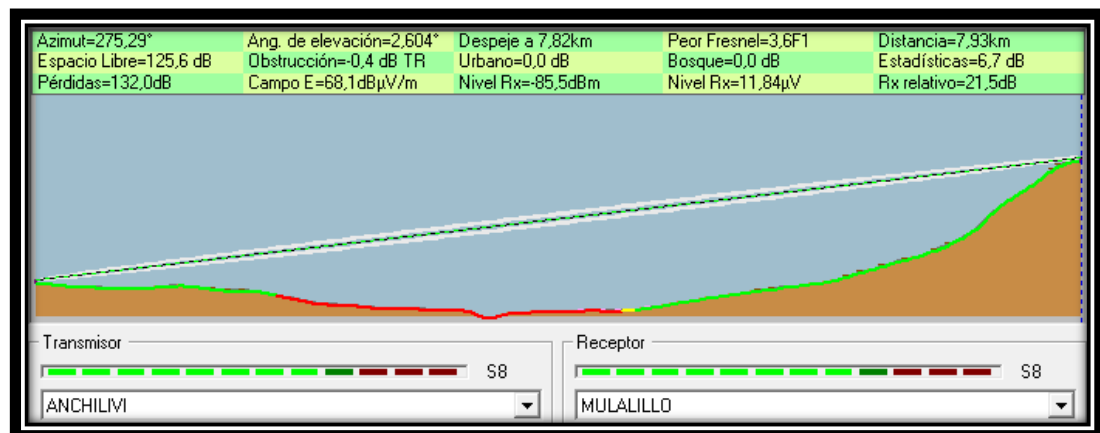 Azimut=275,29° Ang. de elevación=2,604° Despeje a 7,82km Peor Fresnel=3,6F1 Distancia=7,93km
Espacio Libre=125,6 dB Obstrucción=-0,4 dB TR Urbano=0,0 dB Bosque=0,0 dB Estadísticas=6,7 dB
Pérdidas=132,0dB Campo E=68,1dBµV/m Nivel Rx=-85,5dBm Nivel Rx=11,84µV Rx relativo=21,5dB
Transmisor Receptor
S8 S8
ANCHILIVI MULALILLO